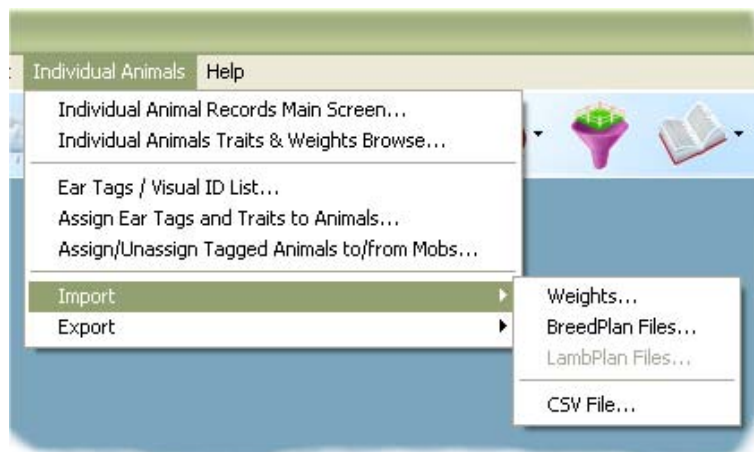 Individual Animals Help
Individual Animal Records Main Screen...
Individual Animals Traits & Weights Browse...
Ear Tags / Visual ID List...
Assign Ear Tags and Traits to Animals...
Assign/Unassign Tagged Animals to/from Mobs...
Import
Export
Weights...
BreedPlan Files...
LambPlan Files...
CSV File...